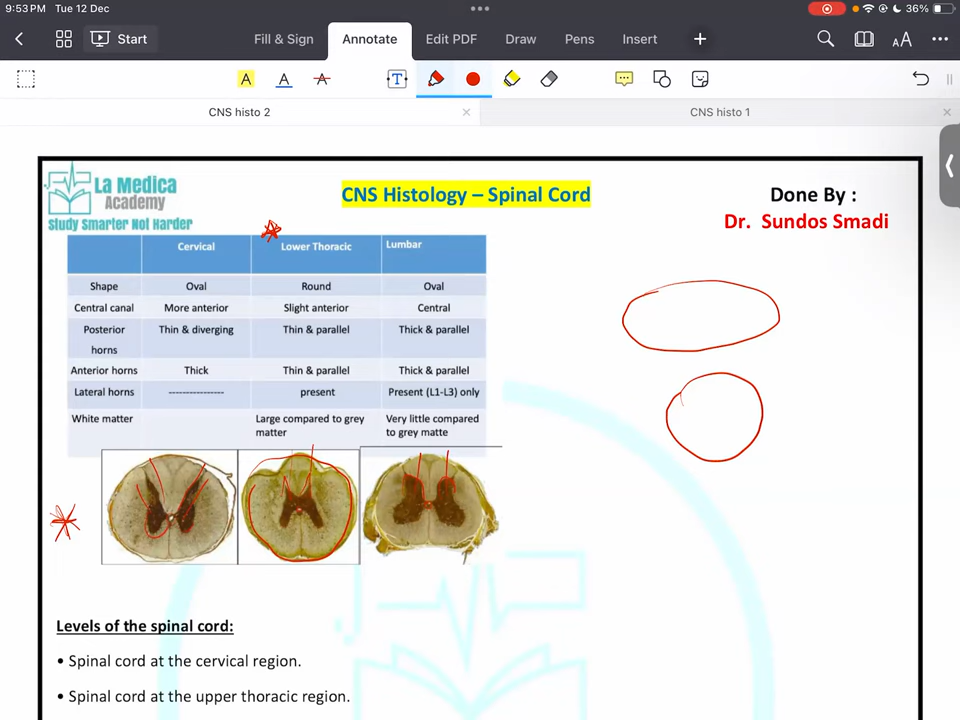 9:53 PM Tue 12 Dec
36%
Start
Fill & Sign
Annotate
Edit PDF
Draw
Pens
Insert
CNS histo 2
CNS histo 1
La Medica
Academy
Study Smarter Not Harder
CNS Histology – Spinal Cord
Done By :
Dr. Sundos Smadi
Cervical Lower Thoracic Lumbar
Shape Oval Round Oval
Central canal More anterior Slight anterior Central
Posterior horns Thin & diverging Thin & parallel Thick & parallel
Anterior horns Thick Thin & parallel Thick & parallel
Lateral horns ---------------- present Present (L1-L3) only
White matter Large compared to grey matter Very little compared to grey matte
Levels of the spinal cord:
• Spinal cord at the cervical region.
• Spinal cord at the upper thoracic region.